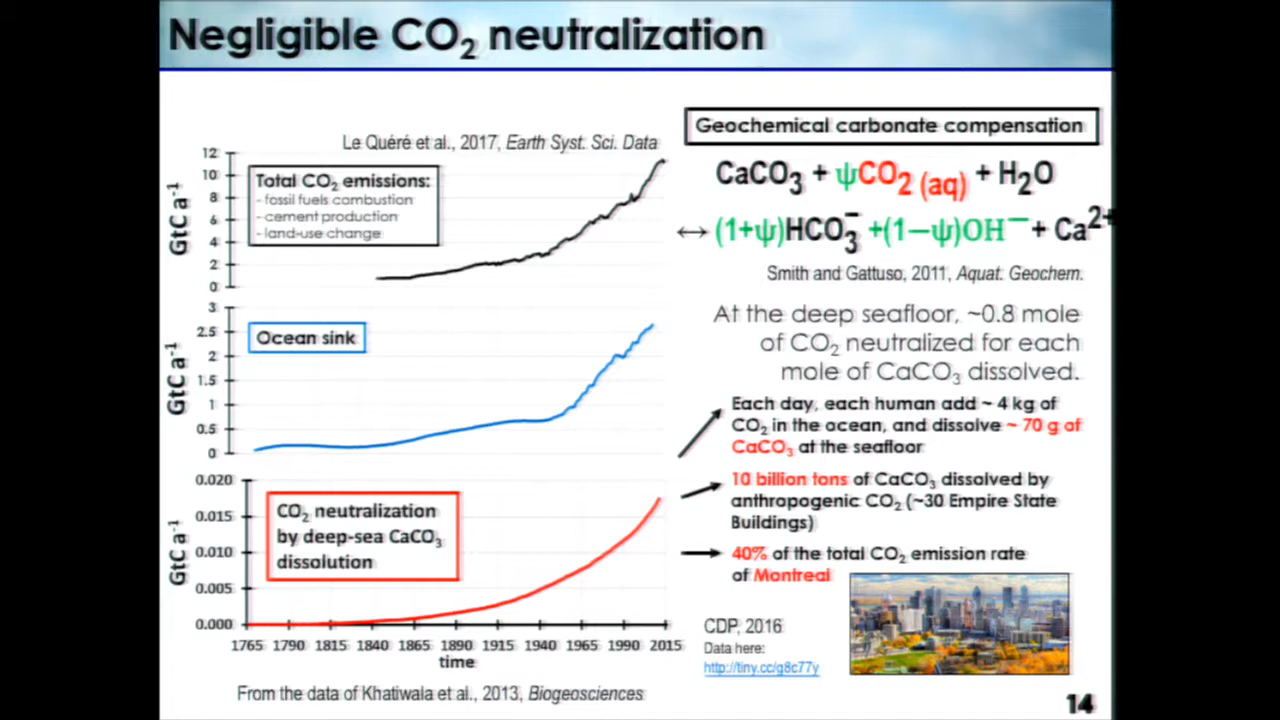 Negligible CO₂ neutralization
Le Quéré et al., 2017, Earth Syst. Sci. Data
12
10
8
6
4
2
0
GtC a⁻¹
Total CO₂ emissions:
- fossil fuels combustion
- cement production
- land-use change
3
2.5
2
1.5
1
0.5
0
GtC a⁻¹
Ocean sink
0.020
0.015
0.010
0.005
0.000
GtC a⁻¹
CO₂ neutralization
by deep-sea CaCO₃
dissolution
1765 1790 1815 1840 1865 1890 1915 1940 1965 1990 2015
time
From the data of Khatiwala et al., 2013, Biogeosciences
Geochemical carbonate compensation
CaCO₃ + ψCO₂ (aq) + H₂O
↔ (1+ψ)HCO₃⁻ +(1−ψ)OH⁻ + Ca²⁺
Smith and Gattuso, 2011, Aquat. Geochem.
At the deep seafloor, ~0.8 mole
of CO₂ neutralized for each
mole of CaCO₃ dissolved.
Each day, each human add ~ 4 kg of
CO₂ in the ocean, and dissolve ~ 70 g of
CaCO₃ at the seafloor
10 billion tons of CaCO₃ dissolved by
anthropogenic CO₂ (~30 Empire State
Buildings)
40% of the total CO₂ emission rate
of Montreal
CDP, 2016
Data here:
http://tiny.cc/g8c77y
14